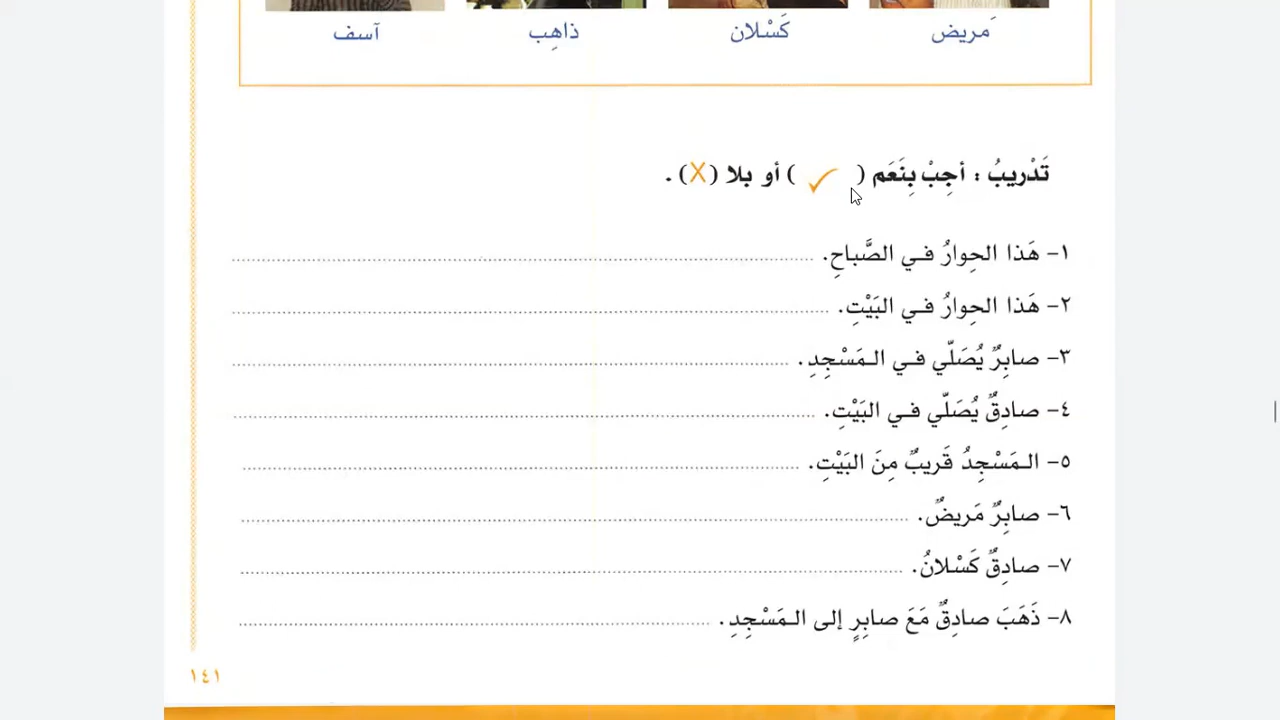 مَريض كَسْلان ذاهِب آسف
تَدْريبُ : أجِبْ بِنَعَم ( ✓ ) أو بلا (X) .
١- هَذا الحِوارُ في الصَّباحِ. ........................
٢- هَذا الحِوارُ في البَيْتِ. ........................
٣- صابِرٌ يُصَلّي في المَسْجِدِ. ........................
٤- صادِقٌ يُصَلّي في البَيْتِ. ........................
٥- المَسْجِدُ قَريبٌ مِنَ البَيْتِ. ........................
٦- صابِرٌ مَريضٌ. ........................
٧- صادِقٌ كَسْلانُ. ........................
٨- ذَهَبَ صادِقٌ مَعَ صابِرٍ إلى المَسْجِدِ. ........................
١٤١